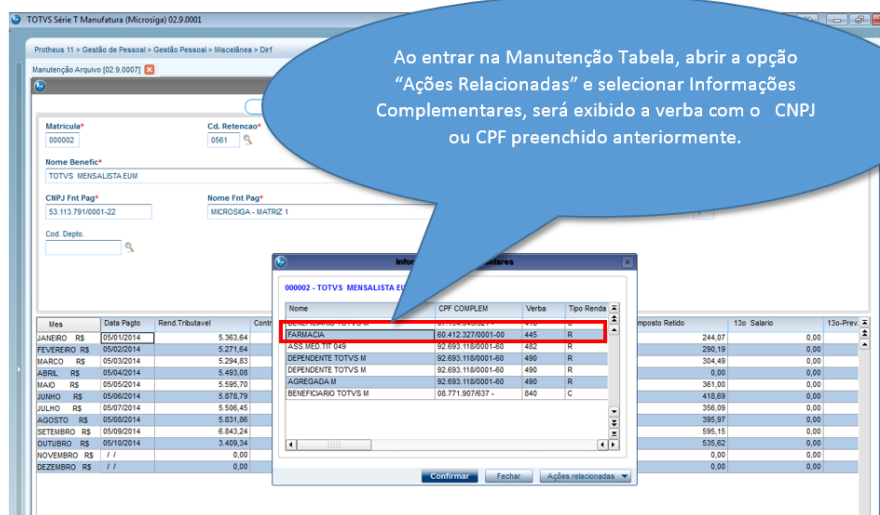 TOTVS Série T Manufatura (Microsiga) 02.9.0001
Ao entrar na Manutenção Tabela, abrir a opção
“Ações Relacionadas” e selecionar Informações
Complementares, será exibido a verba com o CNPJ
ou CPF preenchido anteriormente.
Protheus 11 > Gestão de Pessoal > Gestão Pessoal > Miscelânea > Dirf
Manutenção Arquivo [02.9.0007]
Matricula* Cd. Retencao*
000002 0561
Nome Benefic*
TOTVS MENSALISTA EUM
CNPJ Fnt Pag* Nome Fnt Pag*
53.113.791/0001-22 MICROSIGA - MATRIZ 1
Cod. Depto.
000002 - TOTVS MENSALISTA
Nome CPF COMPLEM Verba Tipo Renda
FARMACIA 60.412.327/0001-00 445 R
ASS.MED.TIT 049 92.693.118/0001-60 482 R
DEPENDENTE TOTVS M 92.693.118/0001-60 490 R
DEPENDENTE TOTVS M 92.693.118/0001-60 490 R
AGREGADA M 92.693.118/0001-60 490 R
BENEFICIARIO TOTVS M 08.771.907/637 - 840 C
Confirmar Fechar Ações relacionadas
Mes Data Pagto Rend.Tributavel Contr mposto Retido 13o Salario 13o-Prev.
JANEIRO R$ 05/01/2014 5.363,64 244,07 0,00
FEVEREIRO R$ 05/02/2014 5.271,64 290,19 0,00
MARCO R$ 05/03/2014 5.294,83 304,49 0,00
ABRIL R$ 05/04/2014 5.493,08 0,00 0,00
MAIO R$ 05/05/2014 5.595,70 361,00 0,00
JUNHO R$ 05/06/2014 5.878,79 418,69 0,00
JULHO R$ 05/07/2014 5.506,45 356,09 0,00
AGOSTO R$ 05/08/2014 5.831,86 395,97 0,00
SETEMBRO R$ 05/09/2014 6.843,24 595,15 0,00
OUTUBRO R$ 05/10/2014 3.409,34 535,62 0,00
NOVEMBRO R$ / / 0,00 0,00 0,00
DEZEMBRO R$ / / 0,00 0,00 0,00